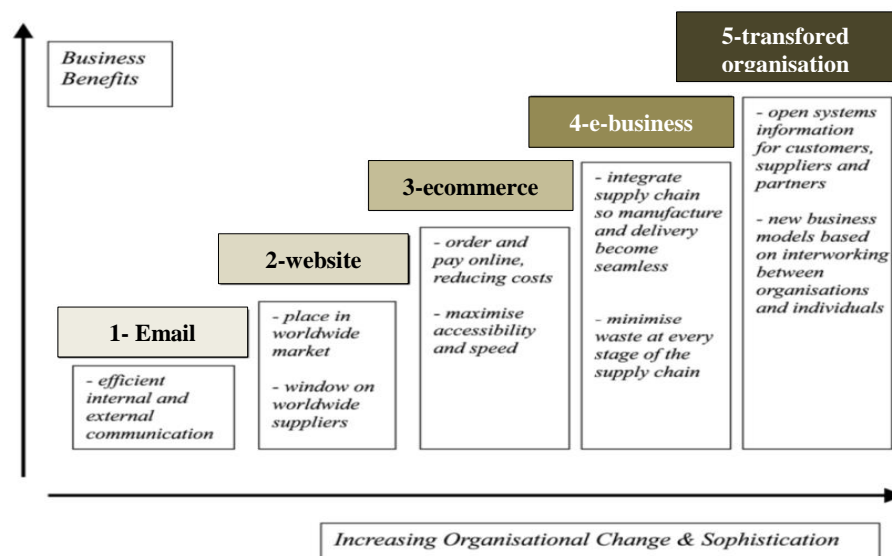 Business
Benefits
5-transfored
organisation
- open systems
information
for customers,
suppliers and
partners
- new business
models based
on interworking
between
organisations
and individuals
4-e-business
- integrate
supply chain
so manufacture
and delivery
become
seamless
- minimise
waste at every
stage of the
supply chain
3-ecommerce
- order and
pay online,
reducing costs
- maximise
accessibility
and speed
2-website
- place in
worldwide
market
- window on
worldwide
suppliers
1- Email
- efficient
internal and
external
communication
Increasing Organisational Change & Sophistication